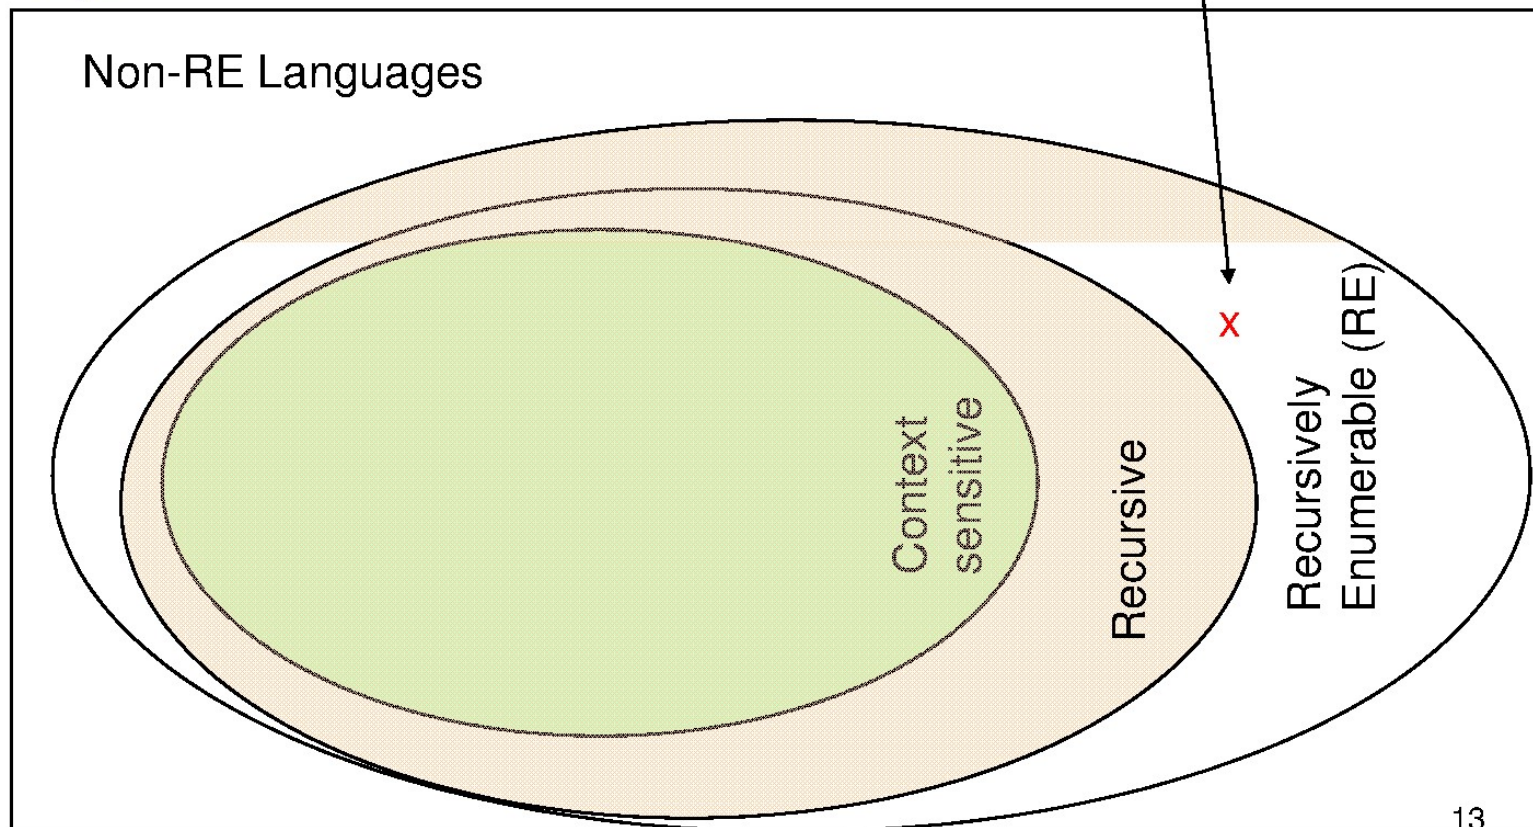 Non-RE Languages
Context
sensitive
Recursive
Recursively
Enumerable (RE)
x
13